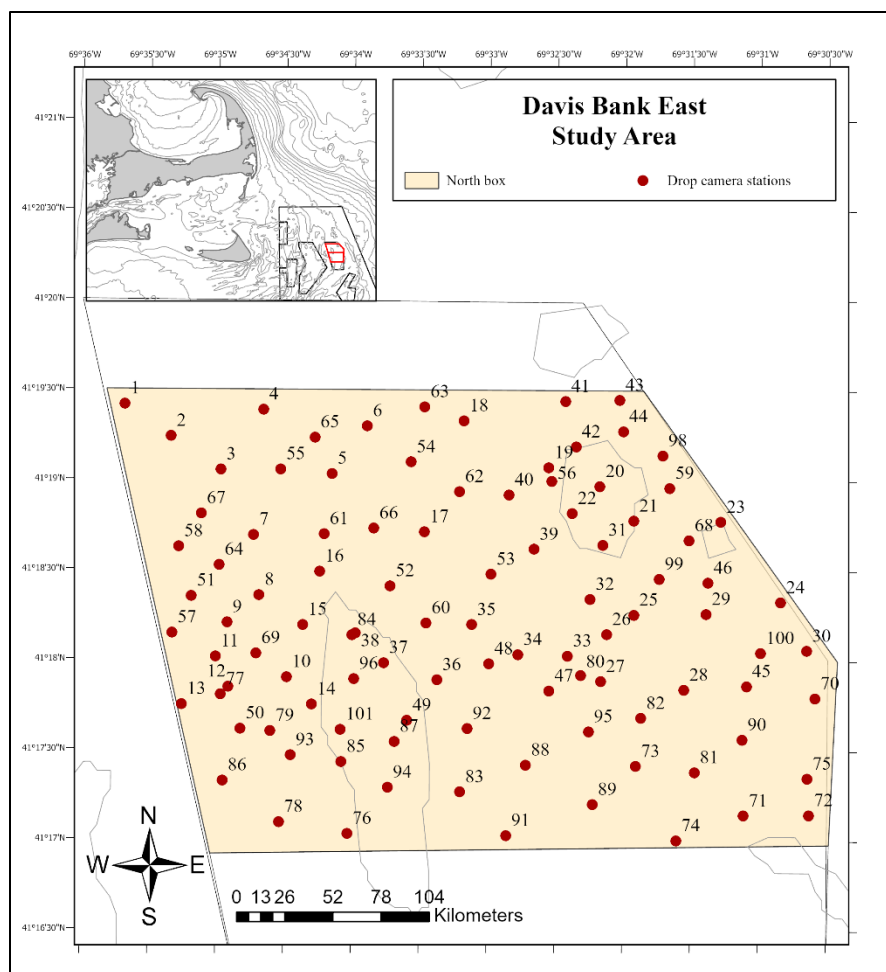 69°36'W 69°35'30"W 69°35'W 69°34'30"W 69°34'W 69°33'30"W 69°33'W 69°32'30"W 69°32'W 69°31'30"W 69°31'W 69°30'30"W
41°21'N
41°20'30"N
41°20'N
41°19'30"N
41°19'N
41°18'30"N
41°18'N
41°17'30"N
41°17'N
41°16'30"N
Davis Bank East
Study Area
North box
Drop camera stations
1 4 63 41 43
2 65 6 18 44
3 55 5 54 42 98
19 56 20 59
67 62 40 22 21 23
58 7 61 66 17 39 31 68
64 16 53 99 46
51 8 52 32 24
57 9 15 84 60 35 25 29
11 69 38 37 48 34 33 26 100 30
12 77 10 96 36 47 80 27 28 45 70
13 14 49
50 79 101 87 92 95 82 90
93 85 88 73 81 75
86 94 83 89 71 72
78 76 91 74
N
W E
S
0 13 26 52 78 104
Kilometers